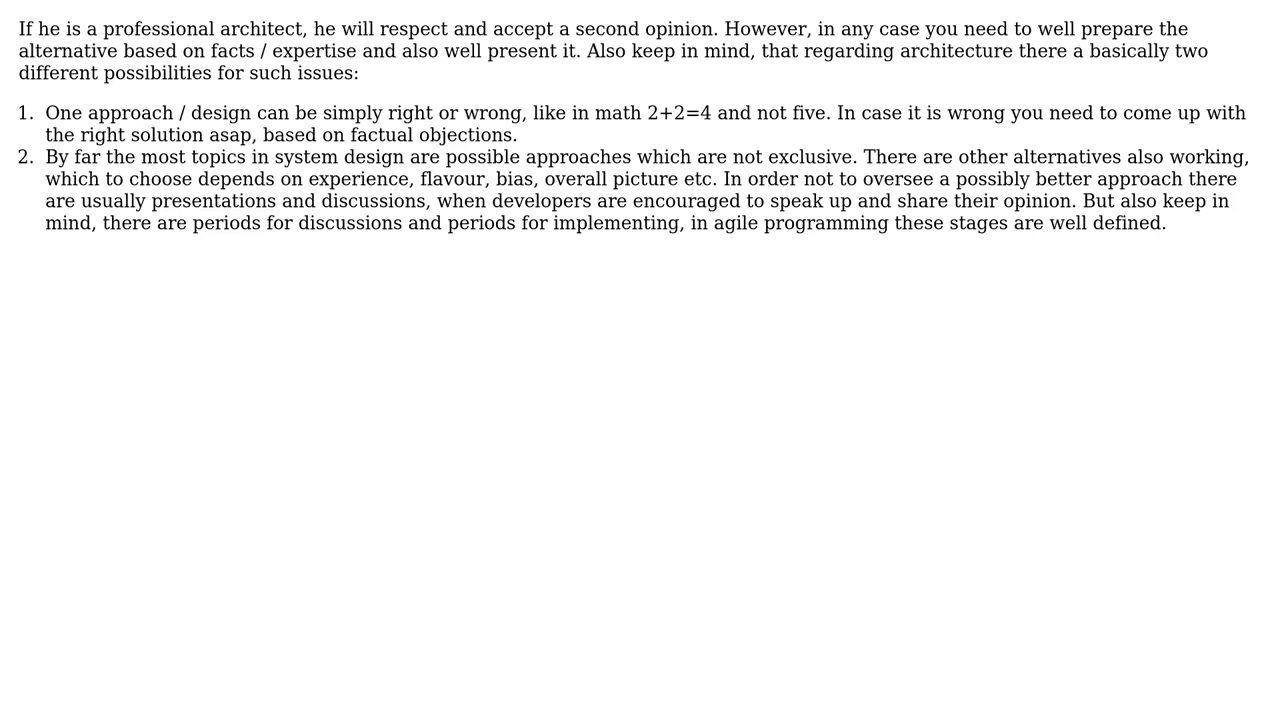 If he is a professional architect, he will respect and accept a second opinion. However, in any case you need to well prepare the
alternative based on facts / expertise and also well present it. Also keep in mind, that regarding architecture there a basically two
different possibilities for such issues:
1. One approach / design can be simply right or wrong, like in math 2+2=4 and not five. In case it is wrong you need to come up with
the right solution asap, based on factual objections.
2. By far the most topics in system design are possible approaches which are not exclusive. There are other alternatives also working,
which to choose depends on experience, flavour, bias, overall picture etc. In order not to oversee a possibly better approach there
are usually presentations and discussions, when developers are encouraged to speak up and share their opinion. But also keep in
mind, there are periods for discussions and periods for implementing, in agile programming these stages are well defined.